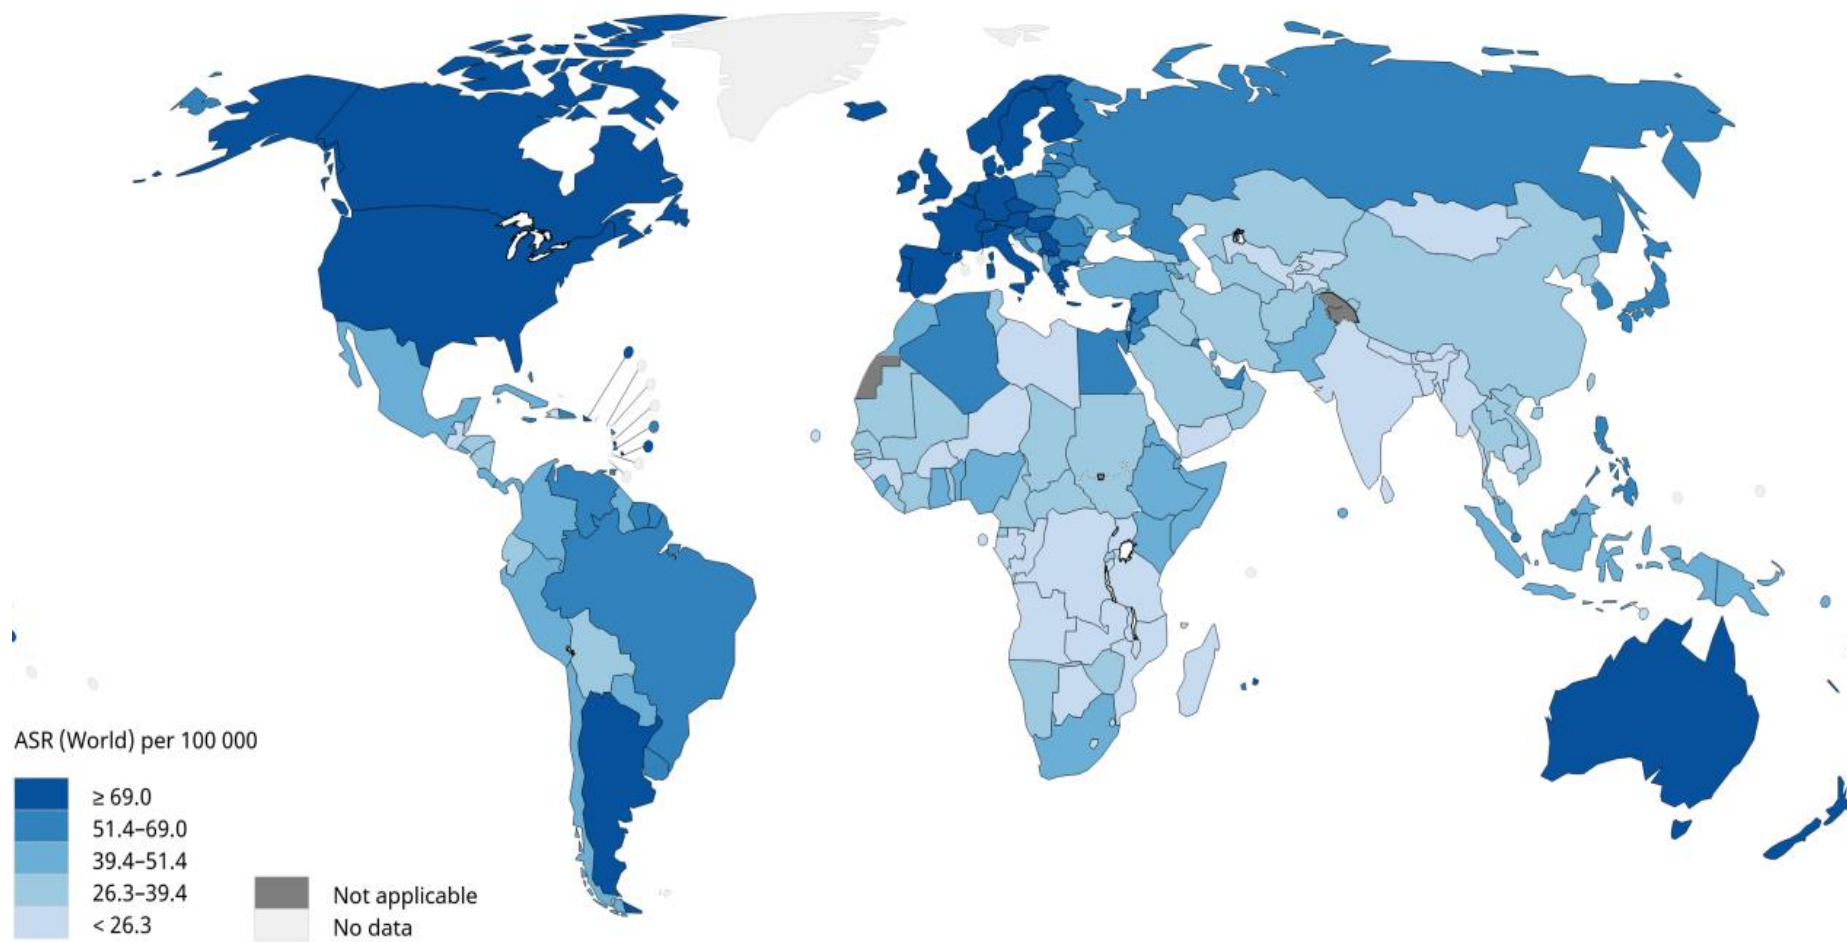 ASR (World) per 100 000
≥ 69.0
51.4–69.0
39.4–51.4
26.3–39.4
< 26.3
Not applicable
No data